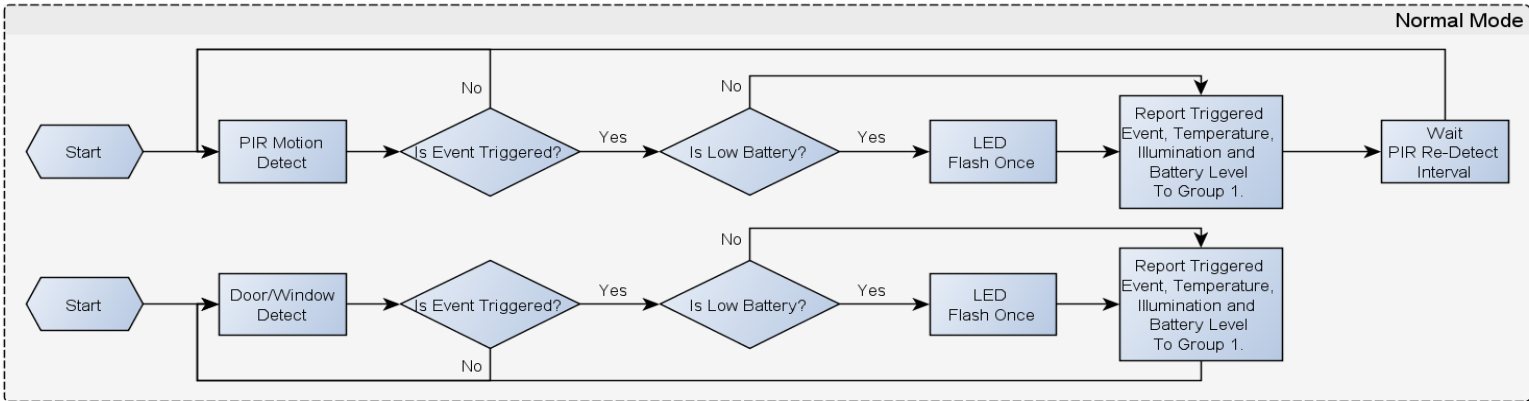 Normal Mode
Start
PIR Motion
Detect
Is Event Triggered?
No
Yes
Is Low Battery?
No
Yes
LED
Flash Once
Report Triggered
Event, Temperature,
Illumination and
Battery Level
To Group 1.
Wait
PIR Re-Detect
Interval
Start
Door/Window
Detect
Is Event Triggered?
No
Yes
Is Low Battery?
No
Yes
LED
Flash Once
Report Triggered
Event, Temperature,
Illumination and
Battery Level
To Group 1.